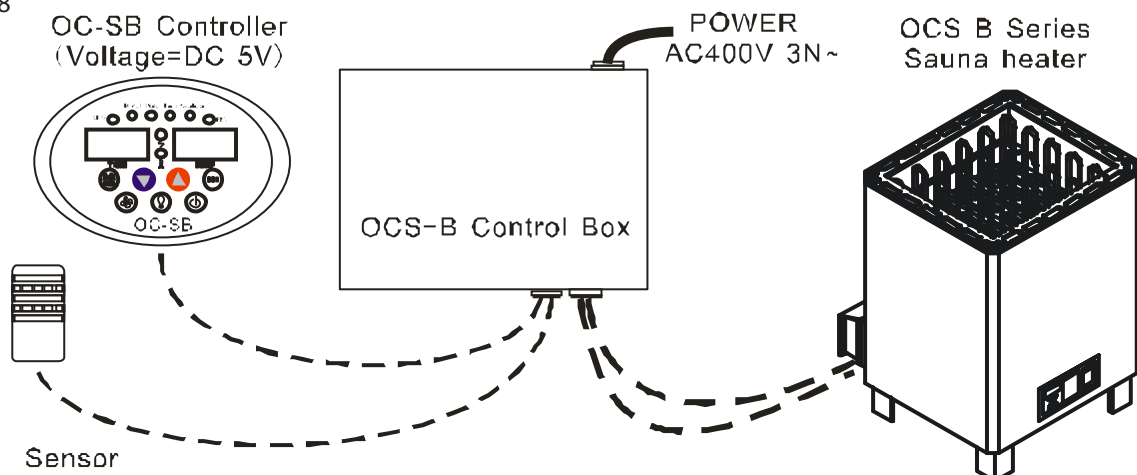 8
OC-SB Controller
(Voltage=DC 5V)
POWER
AC400V 3N~
OCS B Series
Sauna heater
OC-SB
OCS-B Control Box
Sensor